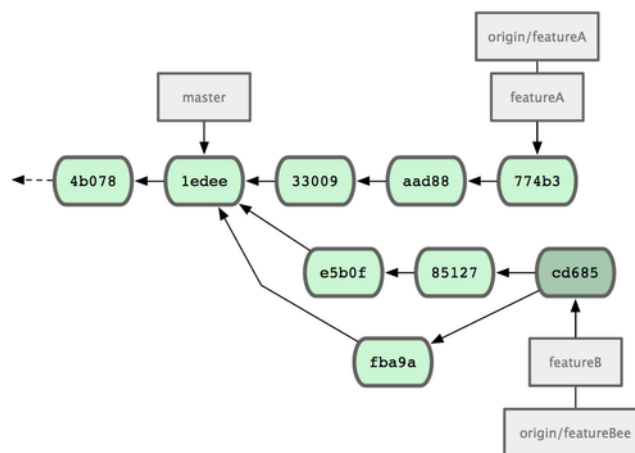 origin/featureA
master
featureA
4b078
1edee
33009
aad88
774b3
e5b0f
85127
cd685
fba9a
featureB
origin/featureBee